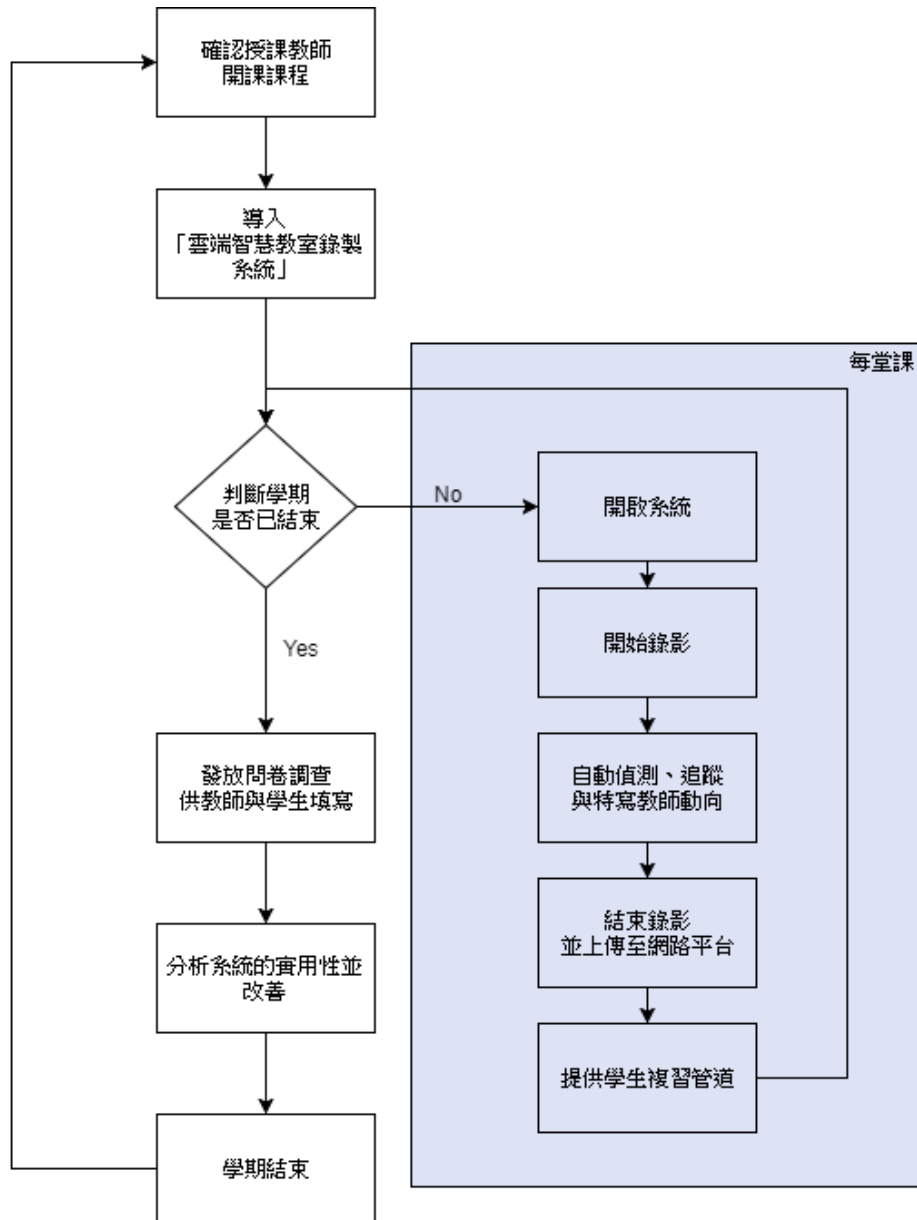 確認授課教師
開課課程
導入
「雲端智慧教室錄製
系統」
每堂課
判斷學期
是否已結束
No
開啟系統
開始錄影
Yes
發放問卷調查
供教師與學生填寫
自動偵測、追蹤
與特寫教師動向
結束錄影
並上傳至網路平台
分析系統的實用性並
改善
提供學生複習管道
學期結束